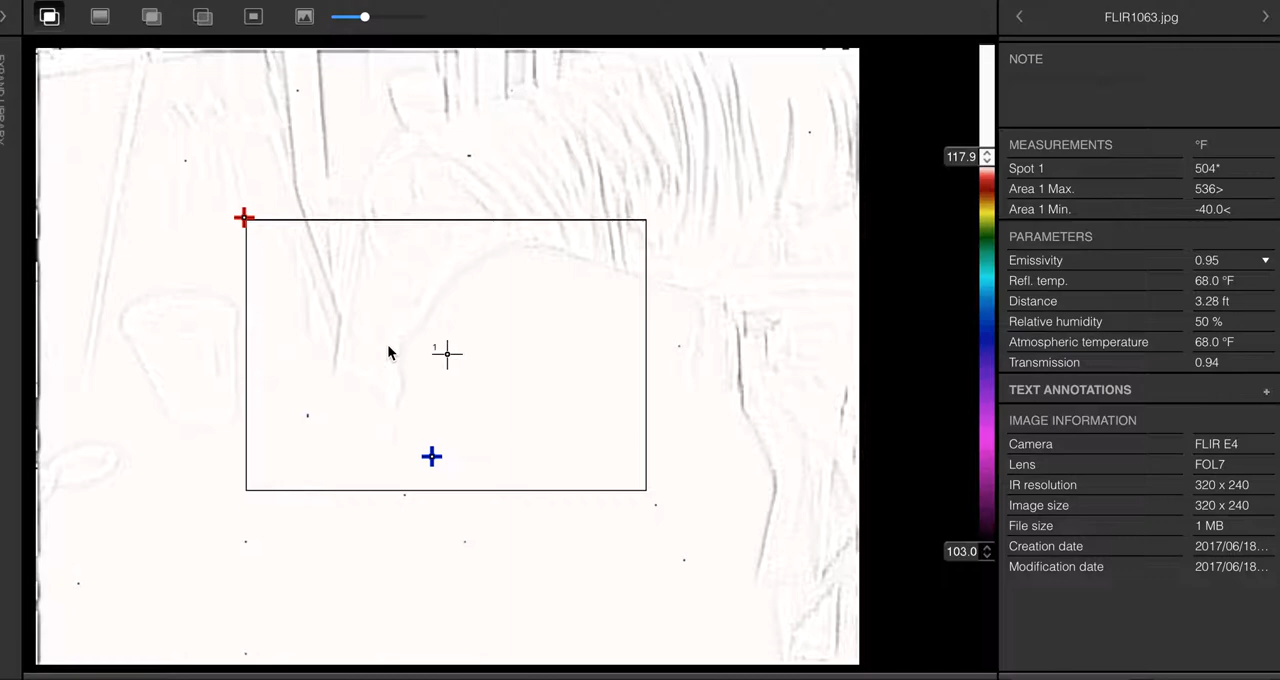 FLIR1063.jpg
NOTE
117.9
MEASUREMENTS °F
Spot 1 504*
Area 1 Max. 536>
Area 1 Min. -40.0<
PARAMETERS
Emissivity 0.95
Refl. temp. 68.0 °F
Distance 3.28 ft
Relative humidity 50 %
Atmospheric temperature 68.0 °F
Transmission 0.94
TEXT ANNOTATIONS +
IMAGE INFORMATION
Camera FLIR E4
Lens FOL7
IR resolution 320 x 240
Image size 320 x 240
File size 1 MB
Creation date 2017/06/18...
Modification date 2017/06/18...
103.0
1
EXPAND LIBRARY